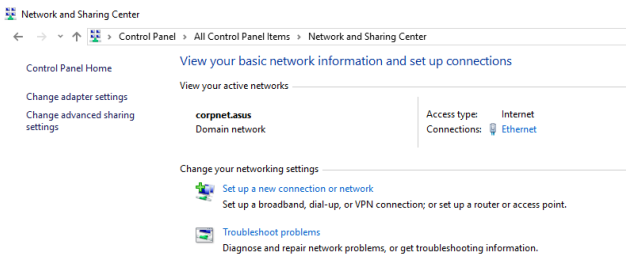 Network and Sharing Center
Control Panel > All Control Panel Items > Network and Sharing Center
Control Panel Home
Change adapter settings
Change advanced sharing
settings
View your basic network information and set up connections
View your active networks
corpnet.asus
Domain network
Access type: Internet
Connections: Ethernet
Change your networking settings
Set up a new connection or network
Set up a broadband, dial-up, or VPN connection; or set up a router or access point.
Troubleshoot problems
Diagnose and repair network problems, or get troubleshooting information.